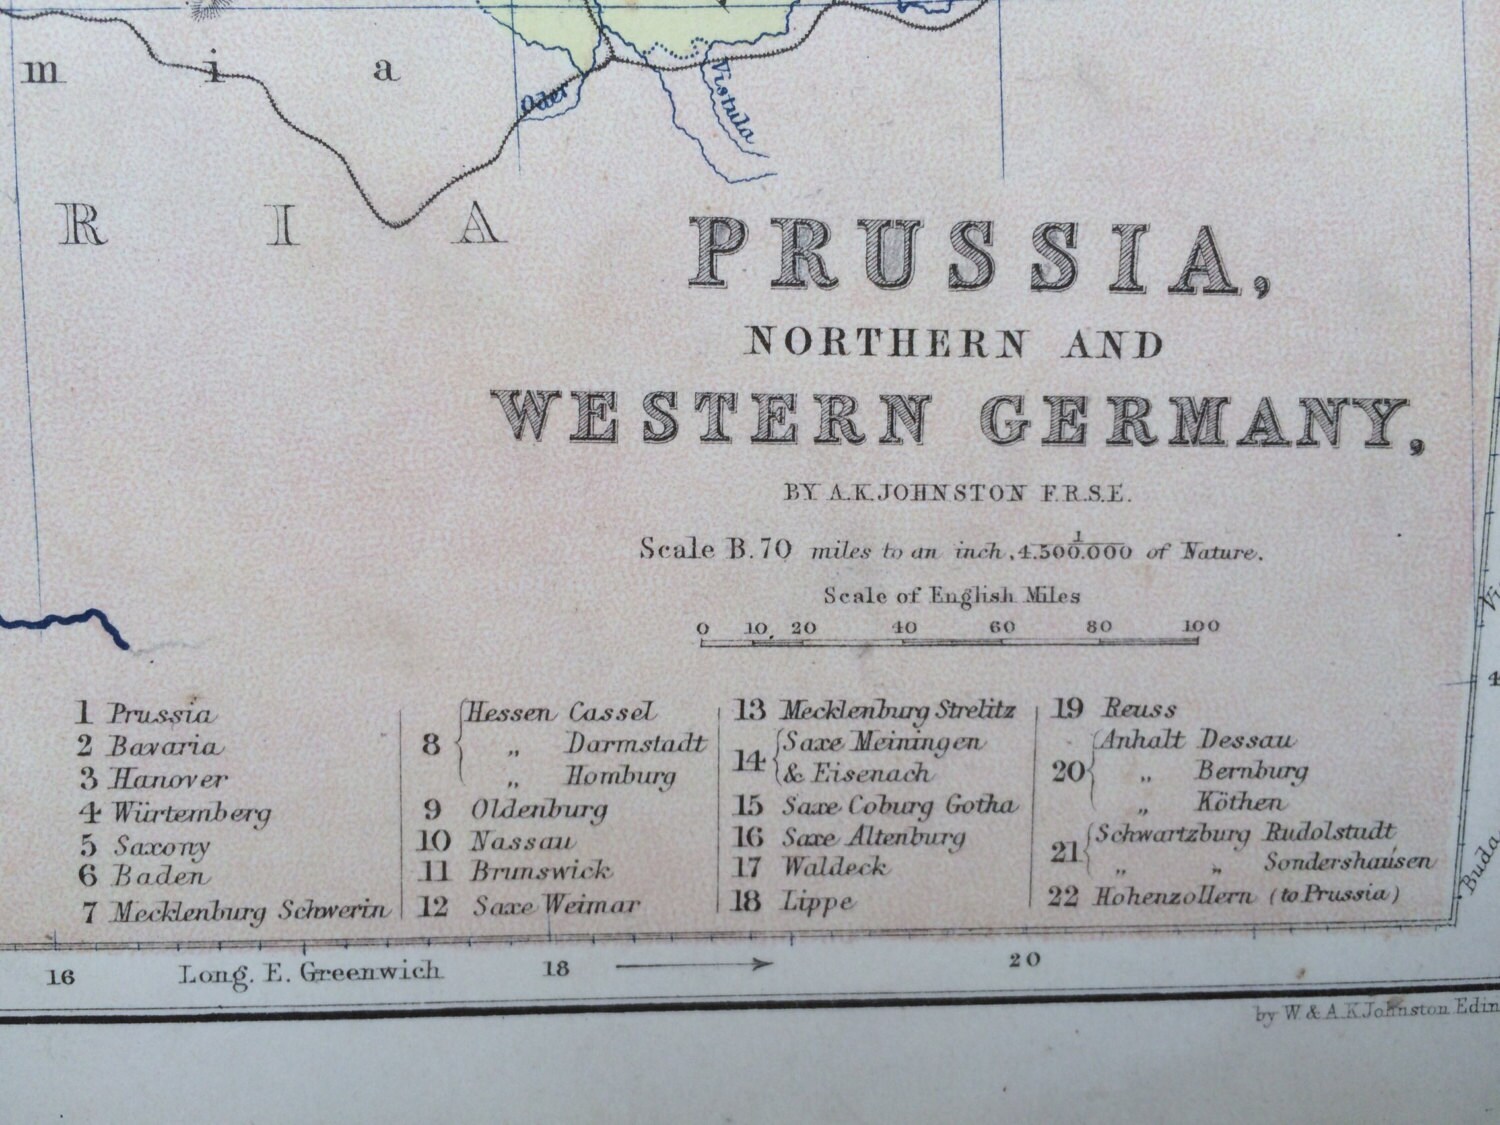 m i a
Oder
Vistula
R I A
PRUSSIA,
NORTHERN AND
WESTERN GERMANY,
BY A.K. JOHNSTON F.R.S.E.
Scale B. 70 miles to an inch, 1/4.500.000 of Nature.
Scale of English Miles
0 10, 20 40 60 80 100
1 Prussia
2 Bavaria
3 Hanover
4 Würtemberg
5 Saxony
6 Baden
7 Mecklenburg Schwerin
8 Hessen Cassel
„ Darmstadt
„ Homburg
9 Oldenburg
10 Nassau
11 Brunswick
12 Saxe Weimar
13 Mecklenburg Strelitz
14 Saxe Meiningen
& Eisenach
15 Saxe Coburg Gotha
16 Saxe Altenburg
17 Waldeck
18 Lippe
19 Reuss
20 Anhalt Dessau
„ Bernburg
„ Köthen
21 Schwartzburg Rudolstadt
„ „ Sondershausen
22 Hohenzollern (to Prussia)
16 Long. E. Greenwich 18 20
Buda
by W & A.K. Johnston Edin